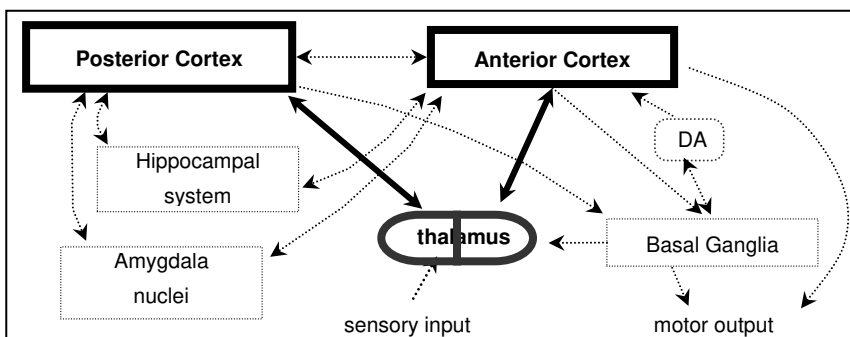 Posterior Cortex
Anterior Cortex
DA
Hippocampal
system
thalamus
Basal Ganglia
Amygdala
nuclei
sensory input
motor output